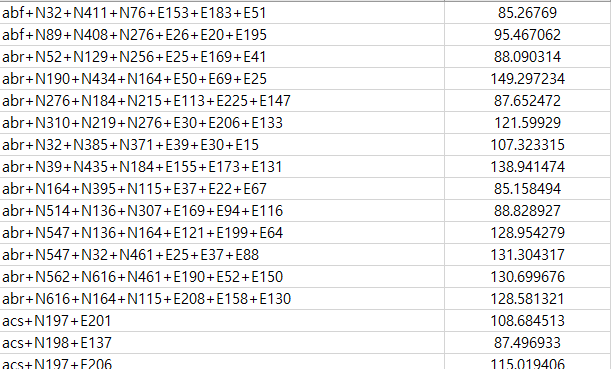 abf+N32+N411+N76+E153+E183+E51 85.26769
abf+N89+N408+N276+E26+E20+E195 95.467062
abr+N52+N129+N256+E25+E169+E41 88.090314
abr+N190+N434+N164+E50+E69+E25 149.297234
abr+N276+N184+N215+E113+E225+E147 87.652472
abr+N310+N219+N276+E30+E206+E133 121.59929
abr+N32+N385+N371+E39+E30+E15 107.323315
abr+N39+N435+N184+E155+E173+E131 138.941474
abr+N164+N395+N115+E37+E22+E67 85.158494
abr+N514+N136+N307+E169+E94+E116 88.828927
abr+N547+N136+N164+E121+E199+E64 128.954279
abr+N547+N32+N461+E25+E37+E88 131.304317
abr+N562+N616+N461+E190+E52+E150 130.699676
abr+N616+N164+N115+E208+E158+E130 128.581321
acs+N197+E201 108.684513
acs+N198+E137 87.496933
acs+N197+E206 115.019406